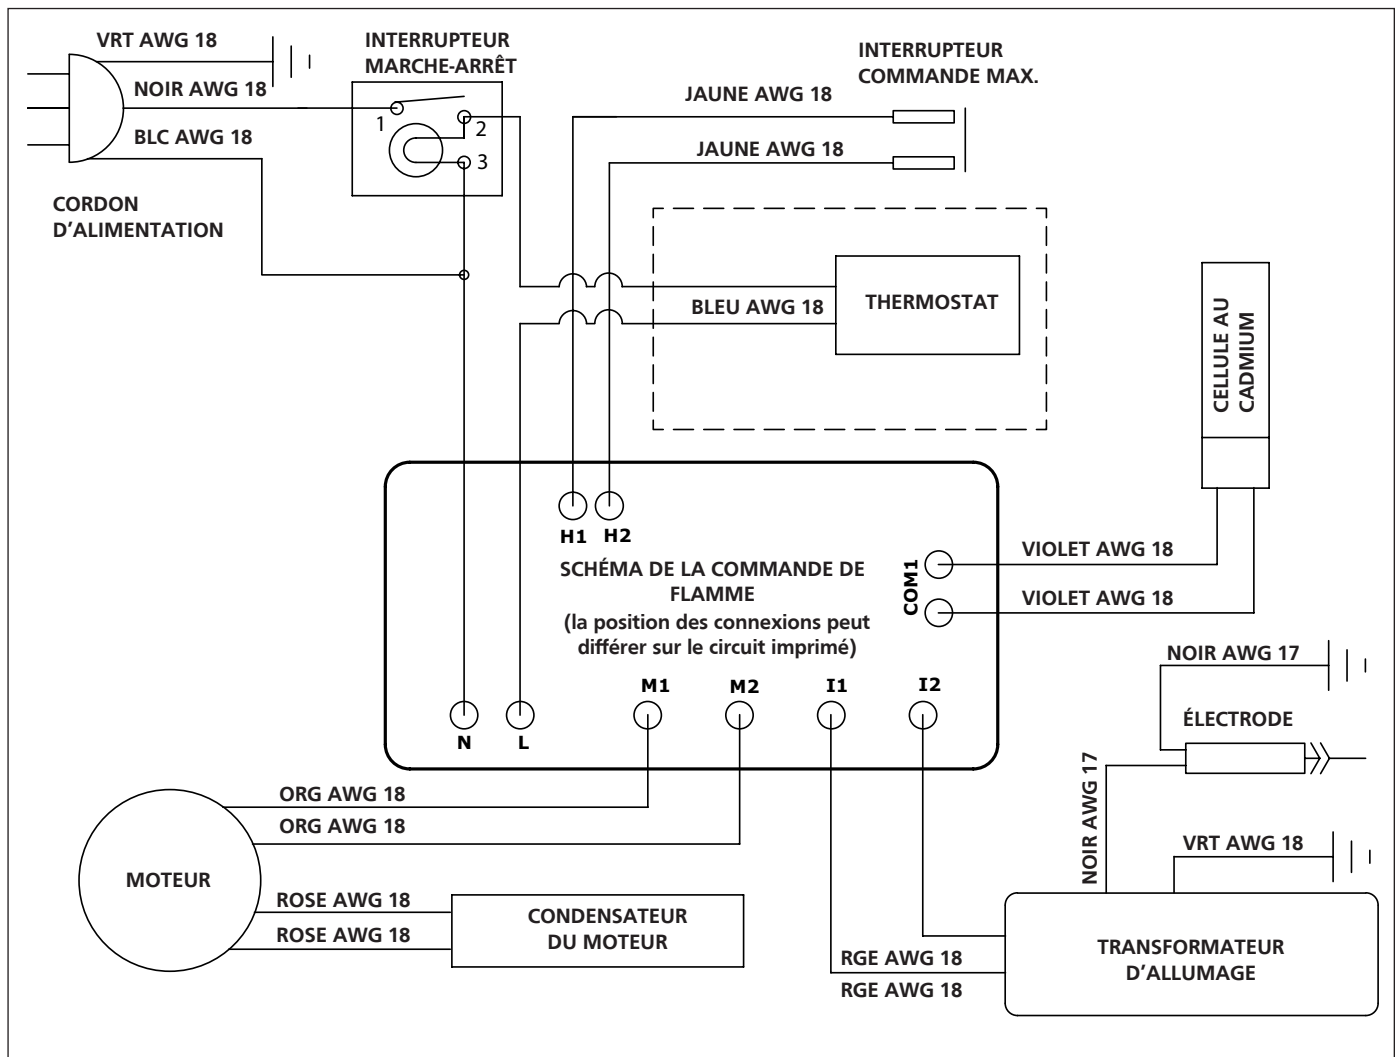 VRT AWG 18
NOIR AWG 18
BLC AWG 18
CORDON
D’ALIMENTATION
INTERRUPTEUR
MARCHE-ARRÊT
1
2
3
INTERRUPTEUR
COMMANDE MAX.
JAUNE AWG 18
JAUNE AWG 18
THERMOSTAT
BLEU AWG 18
CELLULE AU
CADMIUM
H1
H2
SCHÉMA DE LA COMMANDE DE
FLAMME
(la position des connexions peut
différer sur le circuit imprimé)
COM1
VIOLET AWG 18
VIOLET AWG 18
N
L
M1
M2
I1
I2
NOIR AWG 17
ÉLECTRODE
NOIR AWG 17
VRT AWG 18
ORG AWG 18
ORG AWG 18
MOTEUR
ROSE AWG 18
ROSE AWG 18
CONDENSATEUR
DU MOTEUR
RGE AWG 18
RGE AWG 18
TRANSFORMATEUR
D’ALLUMAGE